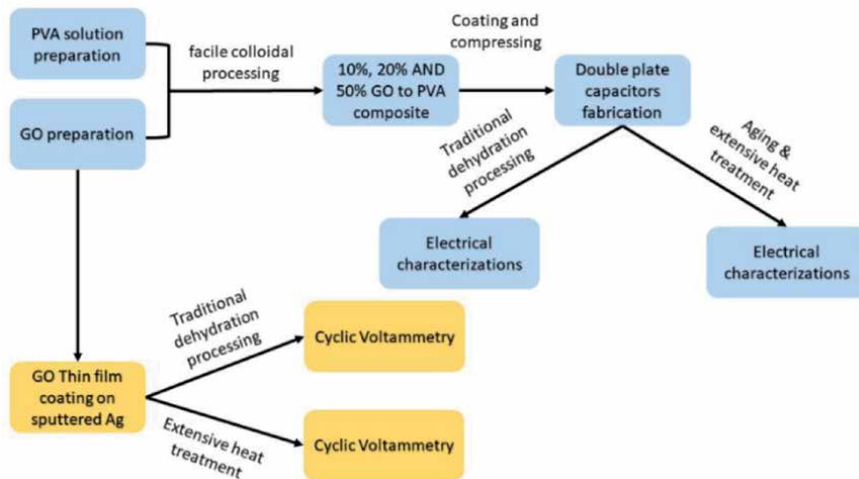 PVA solution
preparation
facile colloidal
processing
Coating and
compressing
10%, 20% AND
50% GO to PVA
composite
Double plate
capacitors
fabrication
GO preparation
Traditional
dehydration
processing
Aging &
extensive heat
treatment
Electrical
characterizations
Electrical
characterizations
Traditional
dehydration
processing
Cyclic Voltammetry
GO Thin film
coating on
sputtered Ag
Extensive heat
treatment
Cyclic Voltammetry